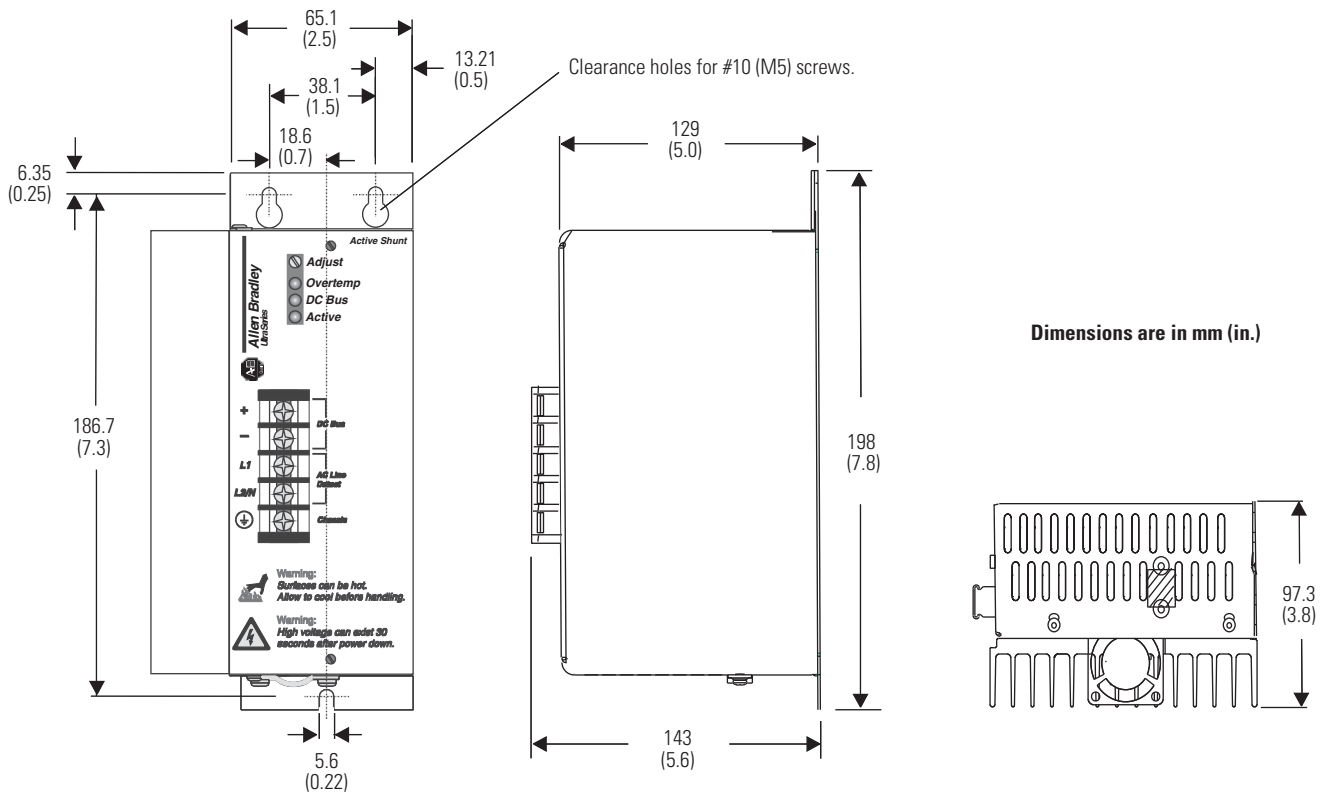 65.1
(2.5)
13.21
(0.5)
Clearance holes for #10 (M5) screws.
38.1
(1.5)
18.6
(0.7)
129
(5.0)
6.35
(0.25)
Active Shunt
Adjust
Overtemp
DC Bus
Active
Allen Bradley
UltraSeries
Dimensions are in mm (in.)
186.7
(7.3)
+
DC Bus
–
L1
AC Line
Detect
L2/N
Chassis
198
(7.8)
97.3
(3.8)
Warning:
Surfaces can be hot.
Allow to cool before handling.
Warning:
High voltage can exist 30
seconds after power down.
143
(5.6)
5.6
(0.22)